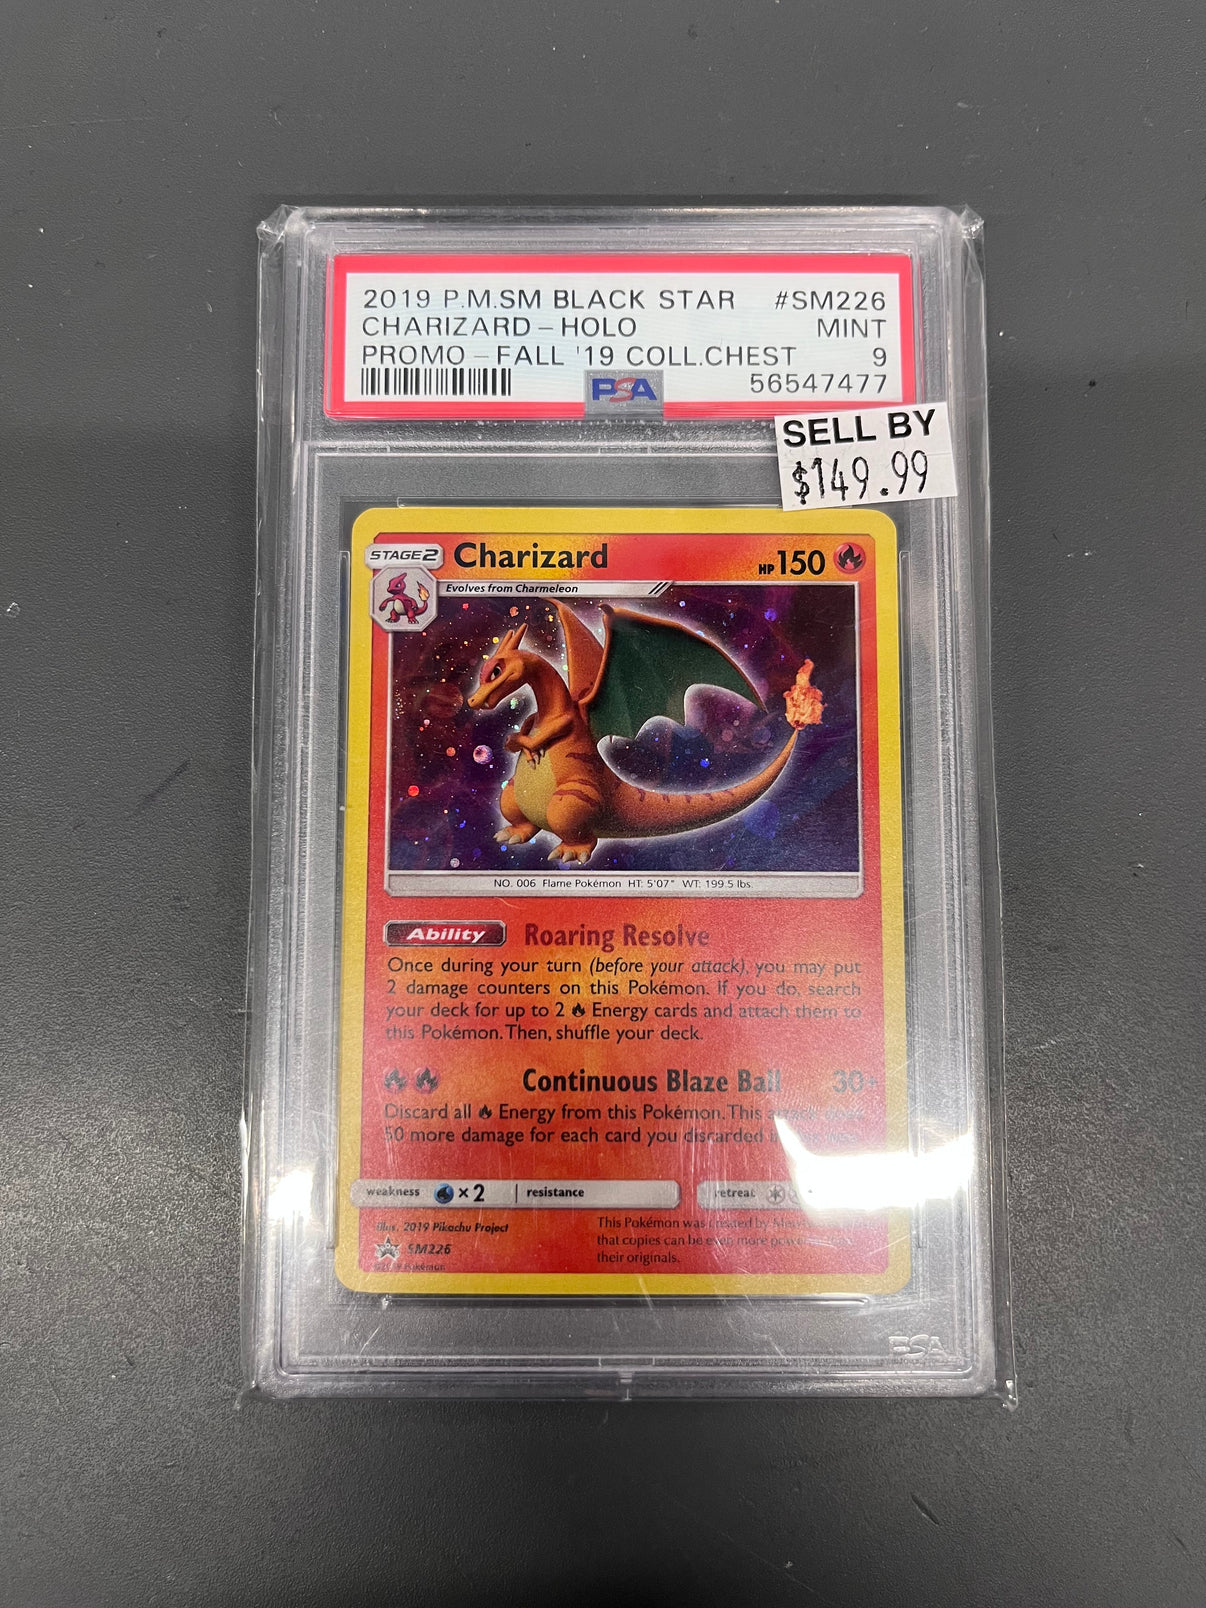 2019 P.M.SM BLACK STAR #SM226
CHARIZARD-HOLO MINT
PROMO-FALL '19 COLL.CHEST 9
PSA 56547477
SELL BY
$149.99
STAGE2 Charizard HP150
Evolves from Charmeleon
NO. 006 Flame Pokémon HT: 5'07" WT: 199.5 lbs.
Ability Roaring Resolve
Once during your turn (before your attack), you may put
2 damage counters on this Pokémon. If you do, search
your deck for up to 2 Energy cards and attach them to
this Pokémon. Then, shuffle your deck.
Continuous Blaze Ball 30+
Discard all Energy from this Pokémon. This attack
50 more damage for each card you discarded
weakness ×2 resistance retreat
Illus. 2019 Pikachu Project
SM226
©2019 Pokémon
This Pokémon was created by
that copies can be even more
their originals.
PSA